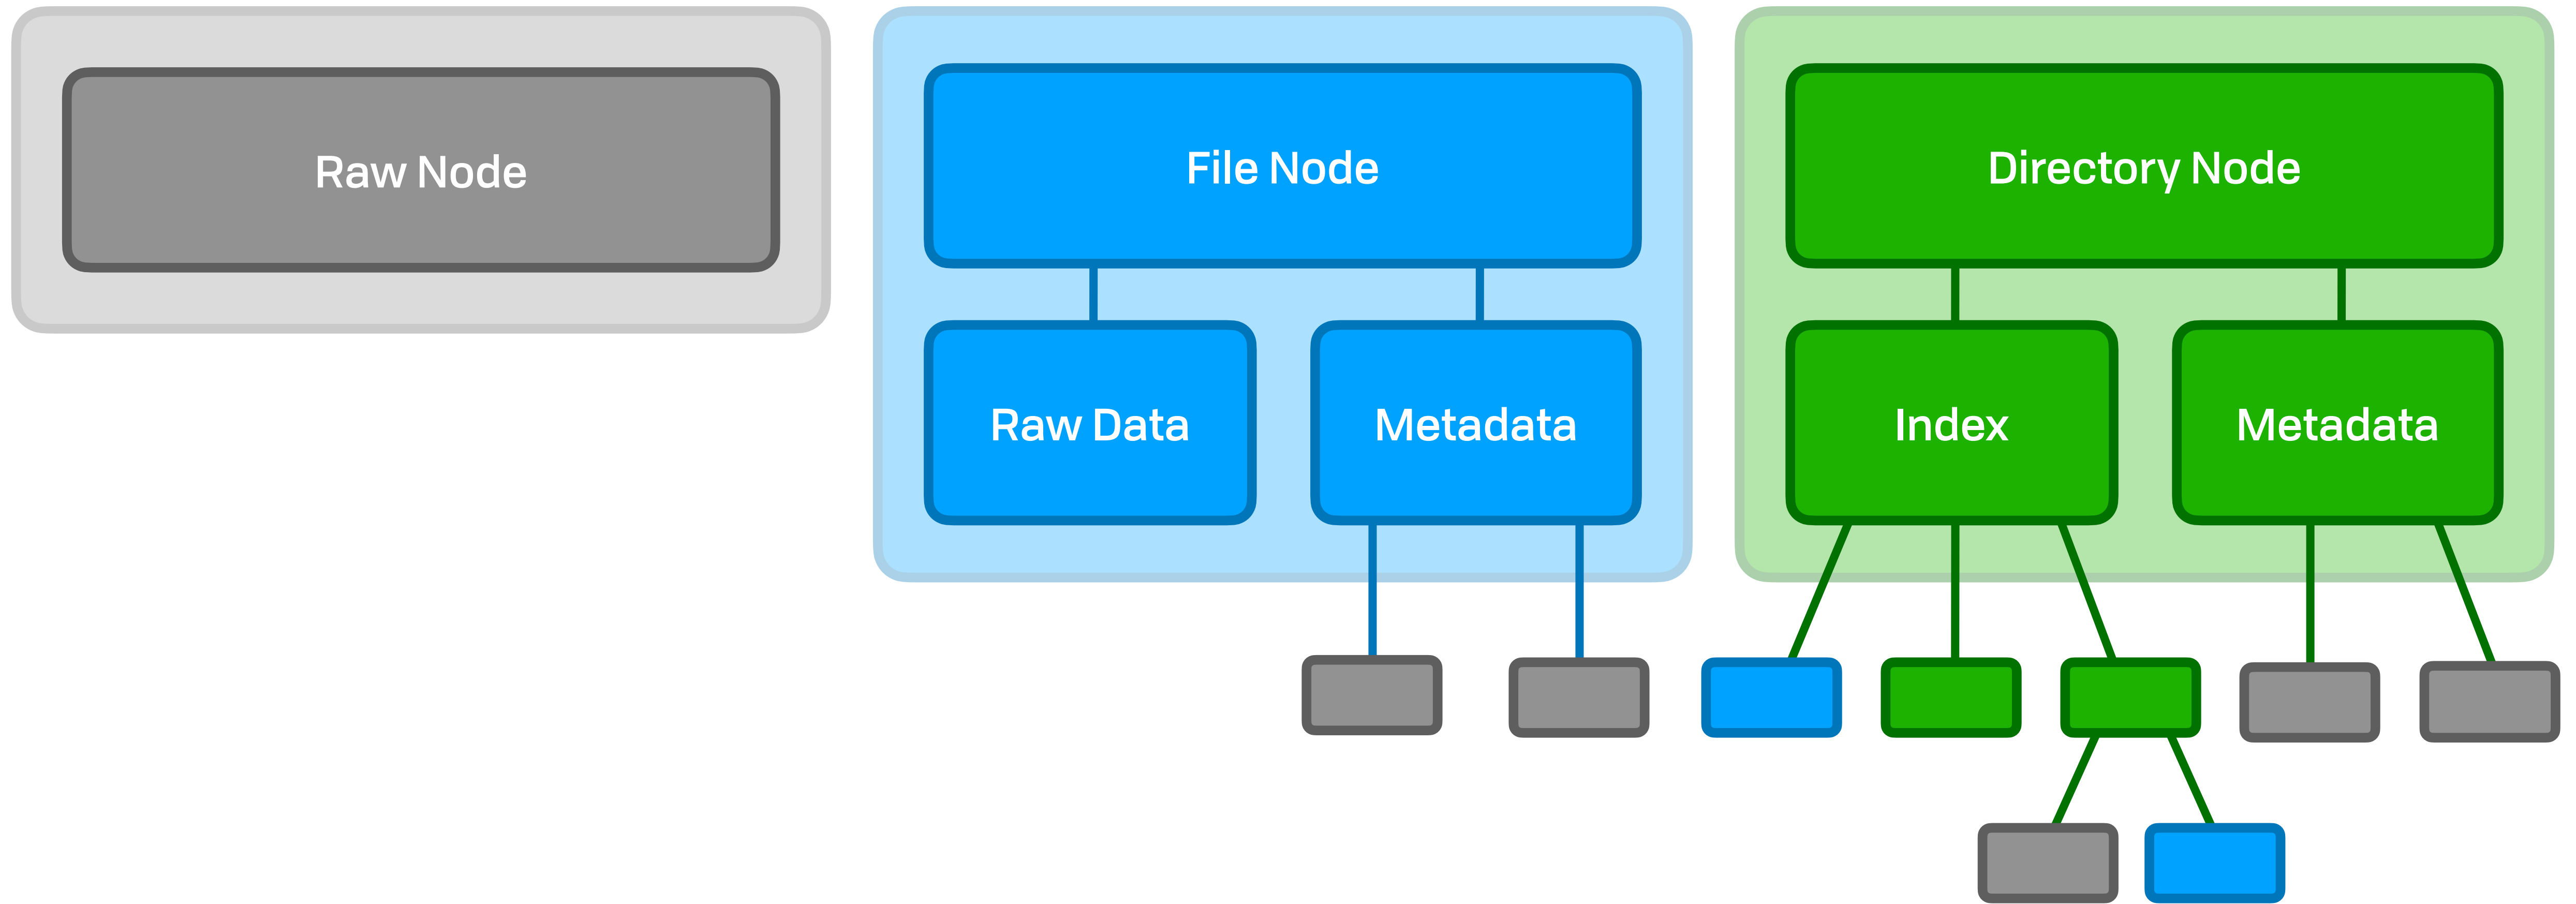 Raw Node
File Node
Directory Node
Raw Data
Metadata
Index
Metadata